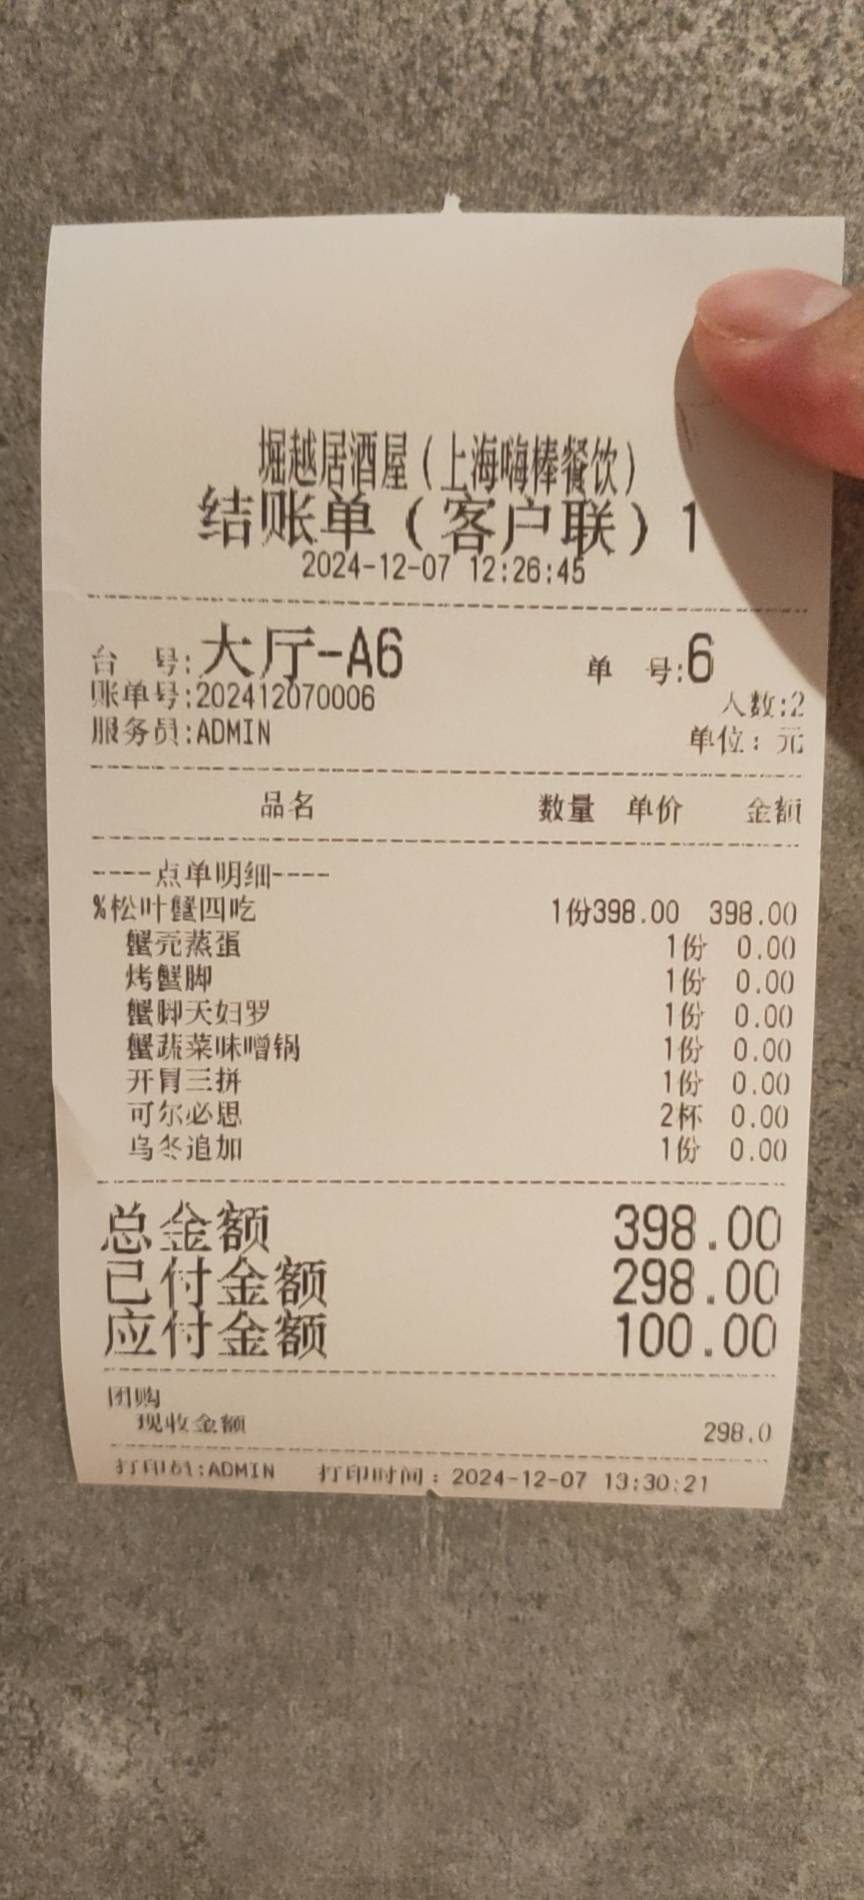 堀越居酒屋(上海嗨棒餐饮)
结账单(客户联)1
2024-12-07 12:26:45
台 号:大厅-A6 单 号:6
账单号:202412070006 人数:2
服务员:ADMIN 单位: 元
品名 数量 单价 金额
----点单明细----
%松叶蟹四吃 1份398.00 398.00
蟹壳蒸蛋 1份 0.00
烤蟹脚 1份 0.00
蟹脚天妇罗 1份 0.00
蟹蔬菜味噌锅 1份 0.00
开胃三拼 1份 0.00
可尔必思 2杯 0.00
乌冬追加 1份 0.00
总金额 398.00
已付金额 298.00
应付金额 100.00
团购
现收金额 298.0
打印员:ADMIN 打印时间: 2024-12-07 13:30:21